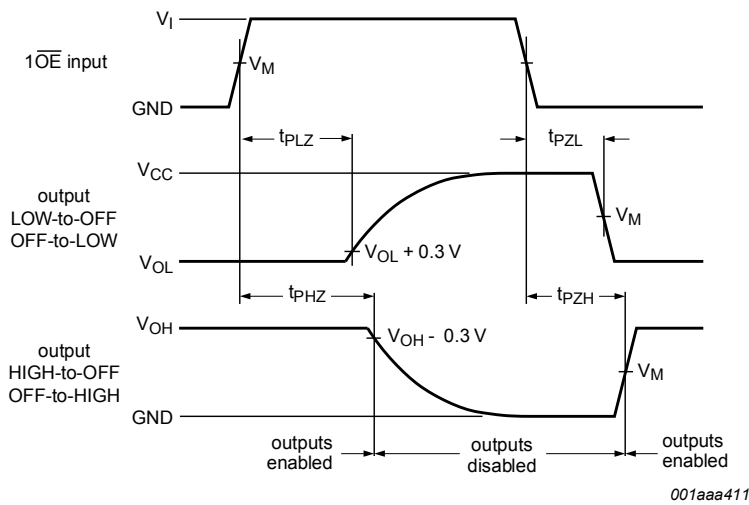 V_I
1O̅E̅ input
V_M
GND
t_PLZ
t_PZL
V_CC
output
LOW-to-OFF
OFF-to-LOW
V_M
V_OL + 0.3 V
V_OL
t_PHZ
t_PZH
V_OH
V_OH - 0.3 V
output
HIGH-to-OFF
OFF-to-HIGH
V_M
GND
outputs
enabled
outputs
disabled
outputs
enabled
001aaa411